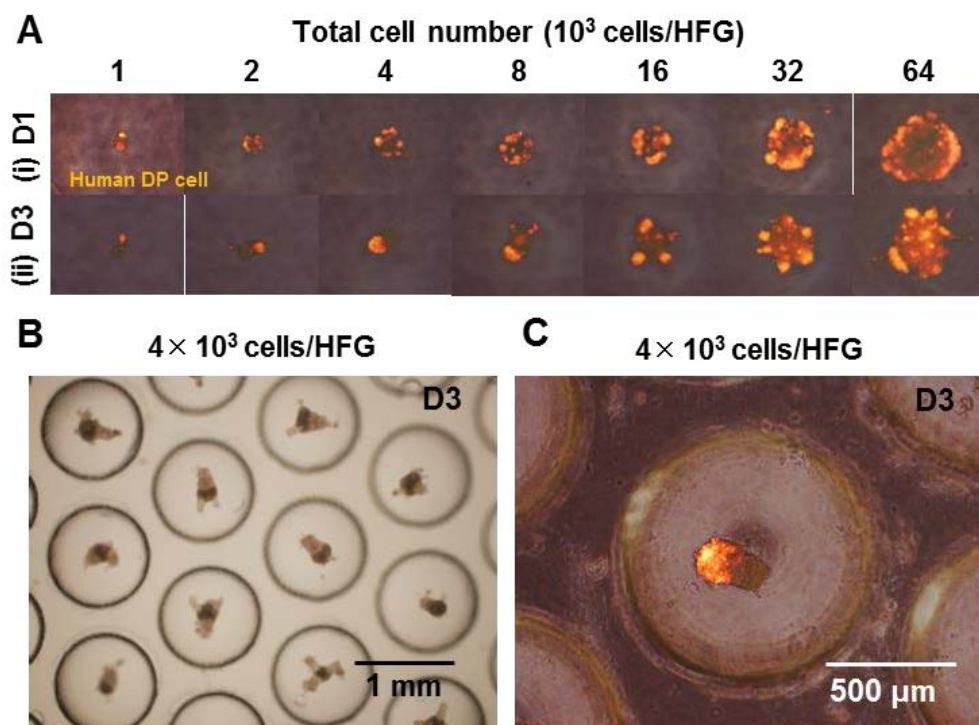 A
Total cell number (10³ cells/HFG)
1 2 4 8 16 32 64
(i) D1
Human DP cell
(ii) D3
B
4 × 10³ cells/HFG
D3
1 mm
C
4 × 10³ cells/HFG
D3
500 μm